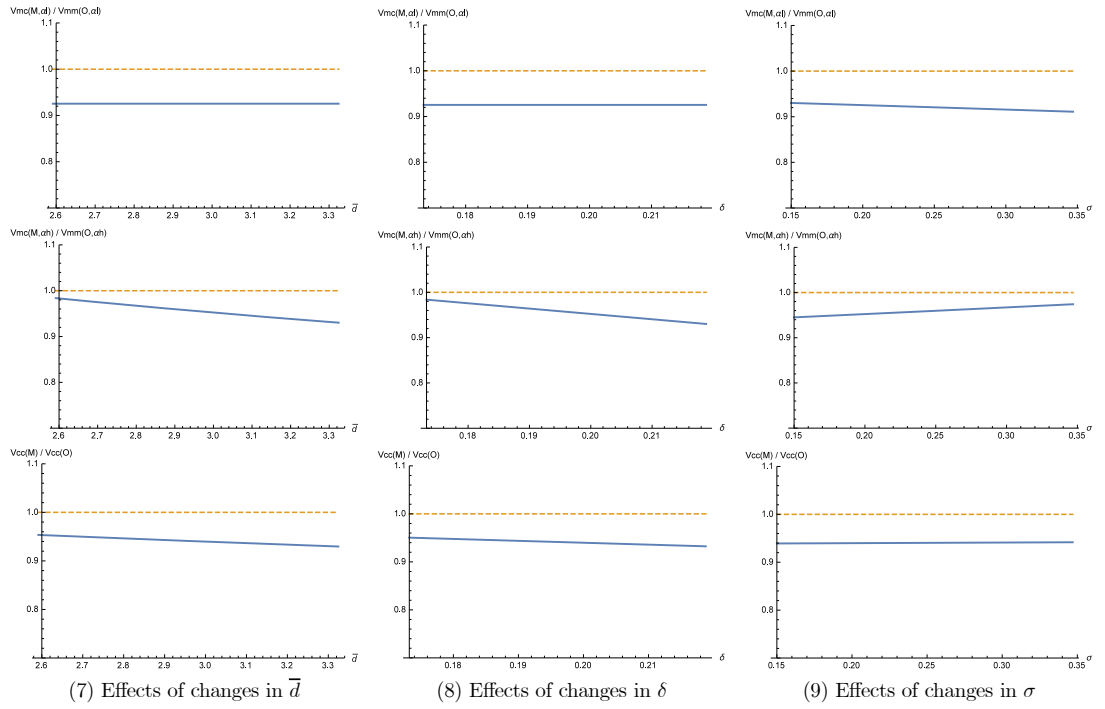 Vmc(M,αl) / Vmm(O,αl)
1.1
1.0
0.9
0.8
2.6 2.7 2.8 2.9 3.0 3.1 3.2 3.3 d̅
Vmc(M,αl) / Vmm(O,αl)
1.1
1.0
0.9
0.8
0.18 0.19 0.20 0.21 δ
Vmc(M,αl) / Vmm(O,αl)
1.1
1.0
0.9
0.8
0.15 0.20 0.25 0.30 0.35 σ
Vmc(M,αh) / Vmm(O,αh)
1.1
1.0
0.9
0.8
2.6 2.7 2.8 2.9 3.0 3.1 3.2 3.3 d̅
Vmc(M,αh) / Vmm(O,αh)
1.1
1.0
0.9
0.8
0.18 0.19 0.20 0.21 δ
Vmc(M,αh) / Vmm(O,αh)
1.1
1.0
0.9
0.8
0.15 0.20 0.25 0.30 0.35 σ
Vcc(M) / Vcc(O)
1.1
1.0
0.9
0.8
2.6 2.7 2.8 2.9 3.0 3.1 3.2 3.3 d̅
Vcc(M) / Vcc(O)
1.1
1.0
0.9
0.8
0.18 0.19 0.20 0.21 δ
Vcc(M) / Vcc(O)
1.1
1.0
0.9
0.8
0.15 0.20 0.25 0.30 0.35 σ
(7) Effects of changes in d̅
(8) Effects of changes in δ
(9) Effects of changes in σ